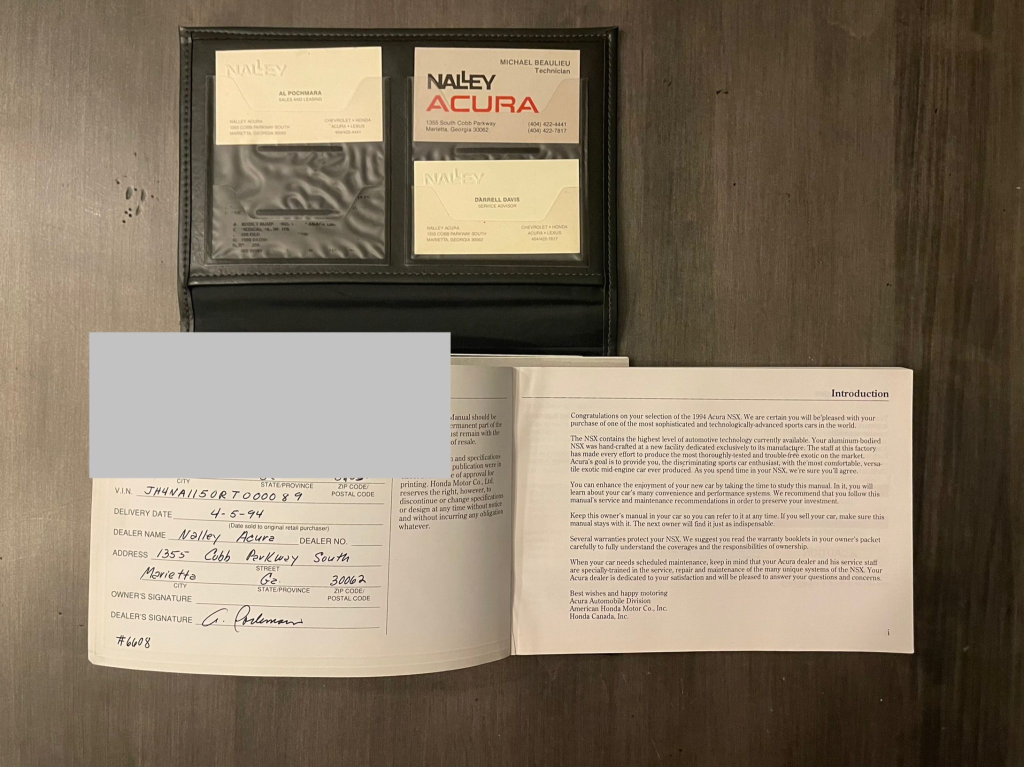 NALLEY
AL POCHMARA
SALES AND LEASING
NALLEY ACURA
1355 COBB PARKWAY SOUTH
MARIETTA, GEORGIA 30062
CHEVROLET • HONDA
ACURA • LEXUS
404/422-4441
MICHAEL BEAULIEU
Technician
NALLEY
ACURA
1355 South Cobb Parkway
Marietta, Georgia 30062
(404) 422-4441
(404) 422-7817
NALLEY
DARRELL DAVIS
SERVICE ADVISOR
NALLEY ACURA
1355 COBB PARKWAY SOUTH
MARIETTA, GEORGIA 30062
CHEVROLET • HONDA
ACURA • LEXUS
404/422-7817
CITY STATE/PROVINCE ZIP CODE/
POSTAL CODE
V.I.N. JH4NA1150RT000089
DELIVERY DATE 4-5-94
(Date sold to original retail purchaser)
DEALER NAME Nalley Acura DEALER NO.
ADDRESS 1355 Cobb Parkway South
STREET
Marietta Ga. 30062
CITY STATE/PROVINCE ZIP CODE/
POSTAL CODE
OWNER'S SIGNATURE
DEALER'S SIGNATURE
#6608
Manual should be
ermanent part of the
ust remain with the
of resale.
n and specifications
publication were in
e of approval for
printing. Honda Motor Co., Ltd.
reserves the right, however, to
discontinue or change specifications
or design at any time without notice
and without incurring any obligation
whatever.
Introduction
Congratulations on your selection of the 1994 Acura NSX. We are certain you will be pleased with your
purchase of one of the most sophisticated and technologically-advanced sports cars in the world.
The NSX contains the highest level of automotive technology currently available. Your aluminum-bodied
NSX was hand-crafted at a new facility dedicated exclusively to its manufacture. The staff at this factory
has made every effort to produce the most thoroughly-tested and trouble-free exotic on the market.
Acura's goal is to provide you, the discriminating sports car enthusiast, with the most comfortable, versa-
tile exotic mid-engine car ever produced. As you spend time in your NSX, we're sure you'll agree.
You can enhance the enjoyment of your new car by taking the time to study this manual. In it, you will
learn about your car's many convenience and performance systems. We recommend that you follow this
manual's service and maintenance recommendations in order to preserve your investment.
Keep this owner's manual in your car so you can refer to it at any time. If you sell your car, make sure this
manual stays with it. The next owner will find it just as indispensable.
Several warranties protect your NSX. We suggest you read the warranty booklets in your owner's packet
carefully to fully understand the coverages and the responsibilities of ownership.
When your car needs scheduled maintenance, keep in mind that your Acura dealer and his service staff
are specially-trained in the service, repair and maintenance of the many unique systems of the NSX. Your
Acura dealer is dedicated to your satisfaction and will be pleased to answer your questions and concerns.
Best wishes and happy motoring
Acura Automobile Division
American Honda Motor Co., Inc.
Honda Canada, Inc.
i